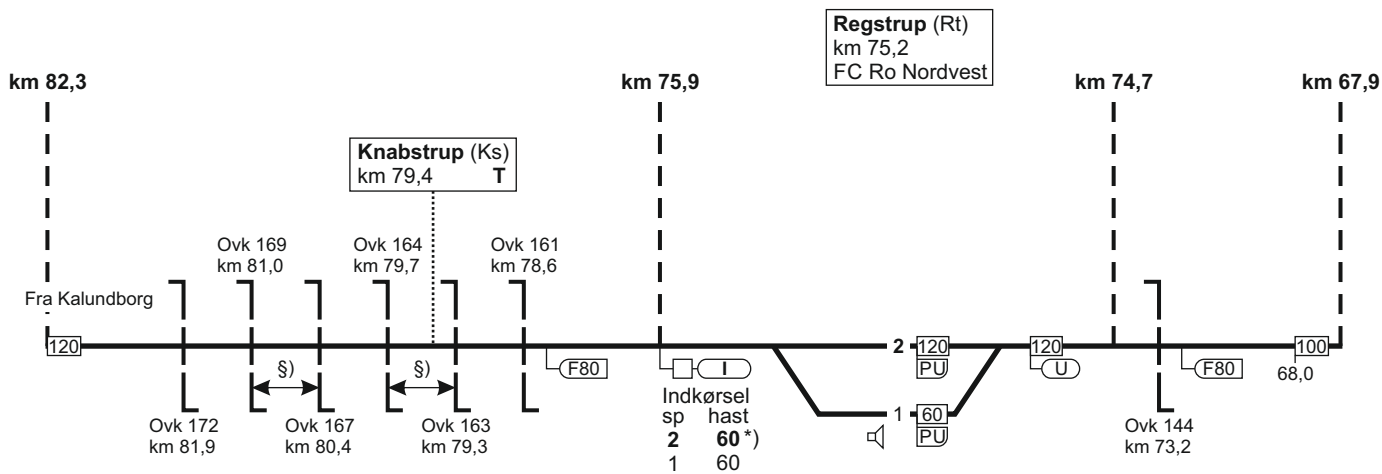 Regstrup (Rt)
km 75,2
FC Ro Nordvest
km 82,3
km 75,9
km 74,7
km 67,9
Knabstrup (Ks)
km 79,4 T
Ovk 169
km 81,0
Ovk 164
km 79,7
Ovk 161
km 78,6
Fra Kalundborg
120
2
120
120
100
§)
§)
F80
I
PU
U
F80
68,0
Indkørsel
sp hast
2 60 *)
1 60
1
60
PU
Ovk 172
km 81,9
Ovk 167
km 80,4
Ovk 163
km 79,3
Ovk 144
km 73,2